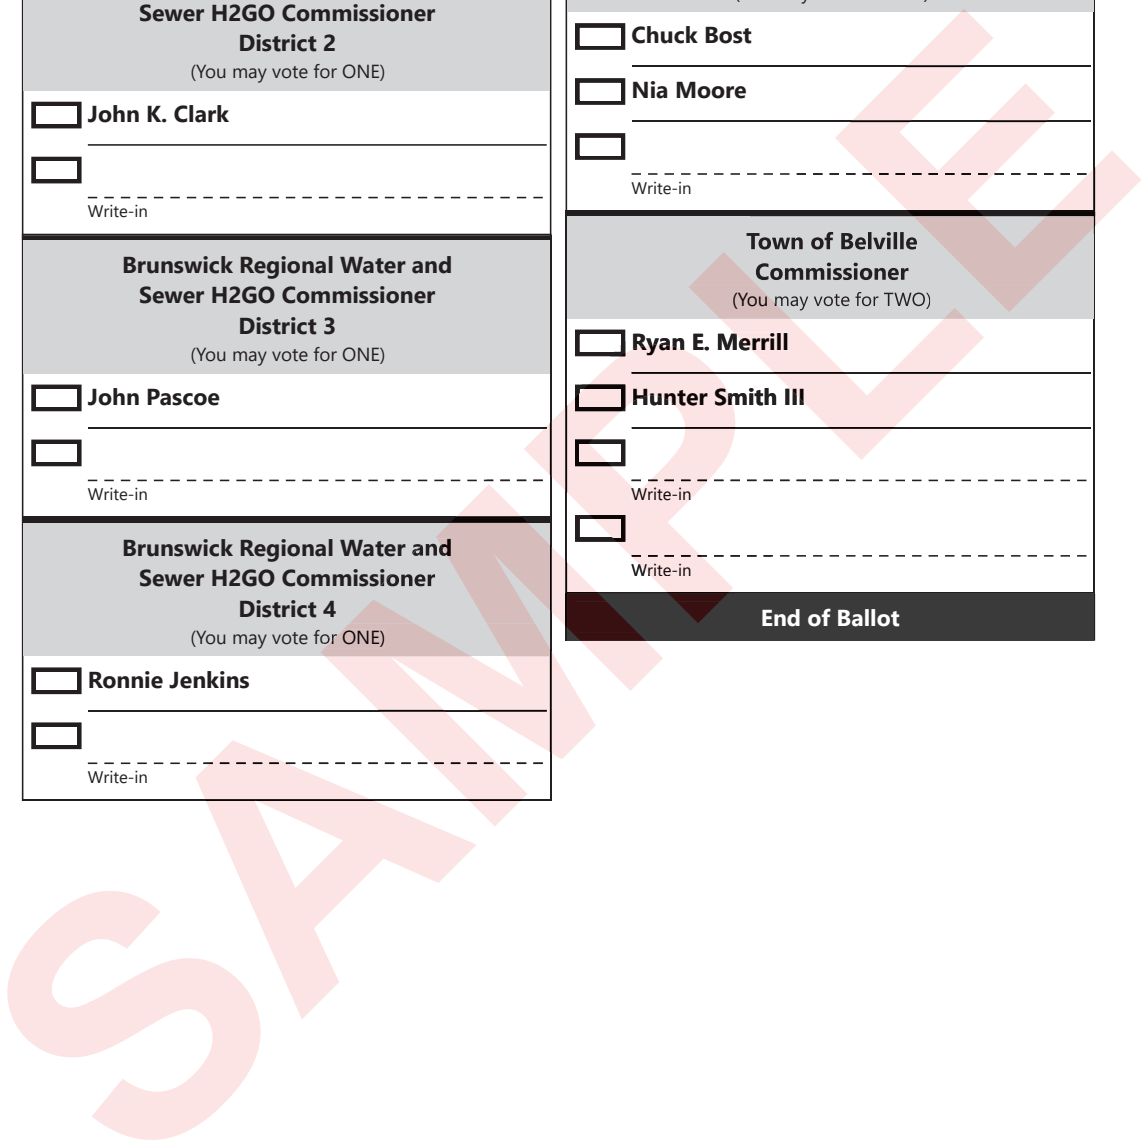 Sewer H2GO Commissioner
District 2
(You may vote for ONE)
John K. Clark
Write-in
Brunswick Regional Water and
Sewer H2GO Commissioner
District 3
(You may vote for ONE)
John Pascoe
Write-in
Brunswick Regional Water and
Sewer H2GO Commissioner
District 4
(You may vote for ONE)
Ronnie Jenkins
Write-in
Chuck Bost
Nia Moore
Write-in
Town of Belville
Commissioner
(You may vote for TWO)
Ryan E. Merrill
Hunter Smith III
Write-in
Write-in
End of Ballot
SAMPLE